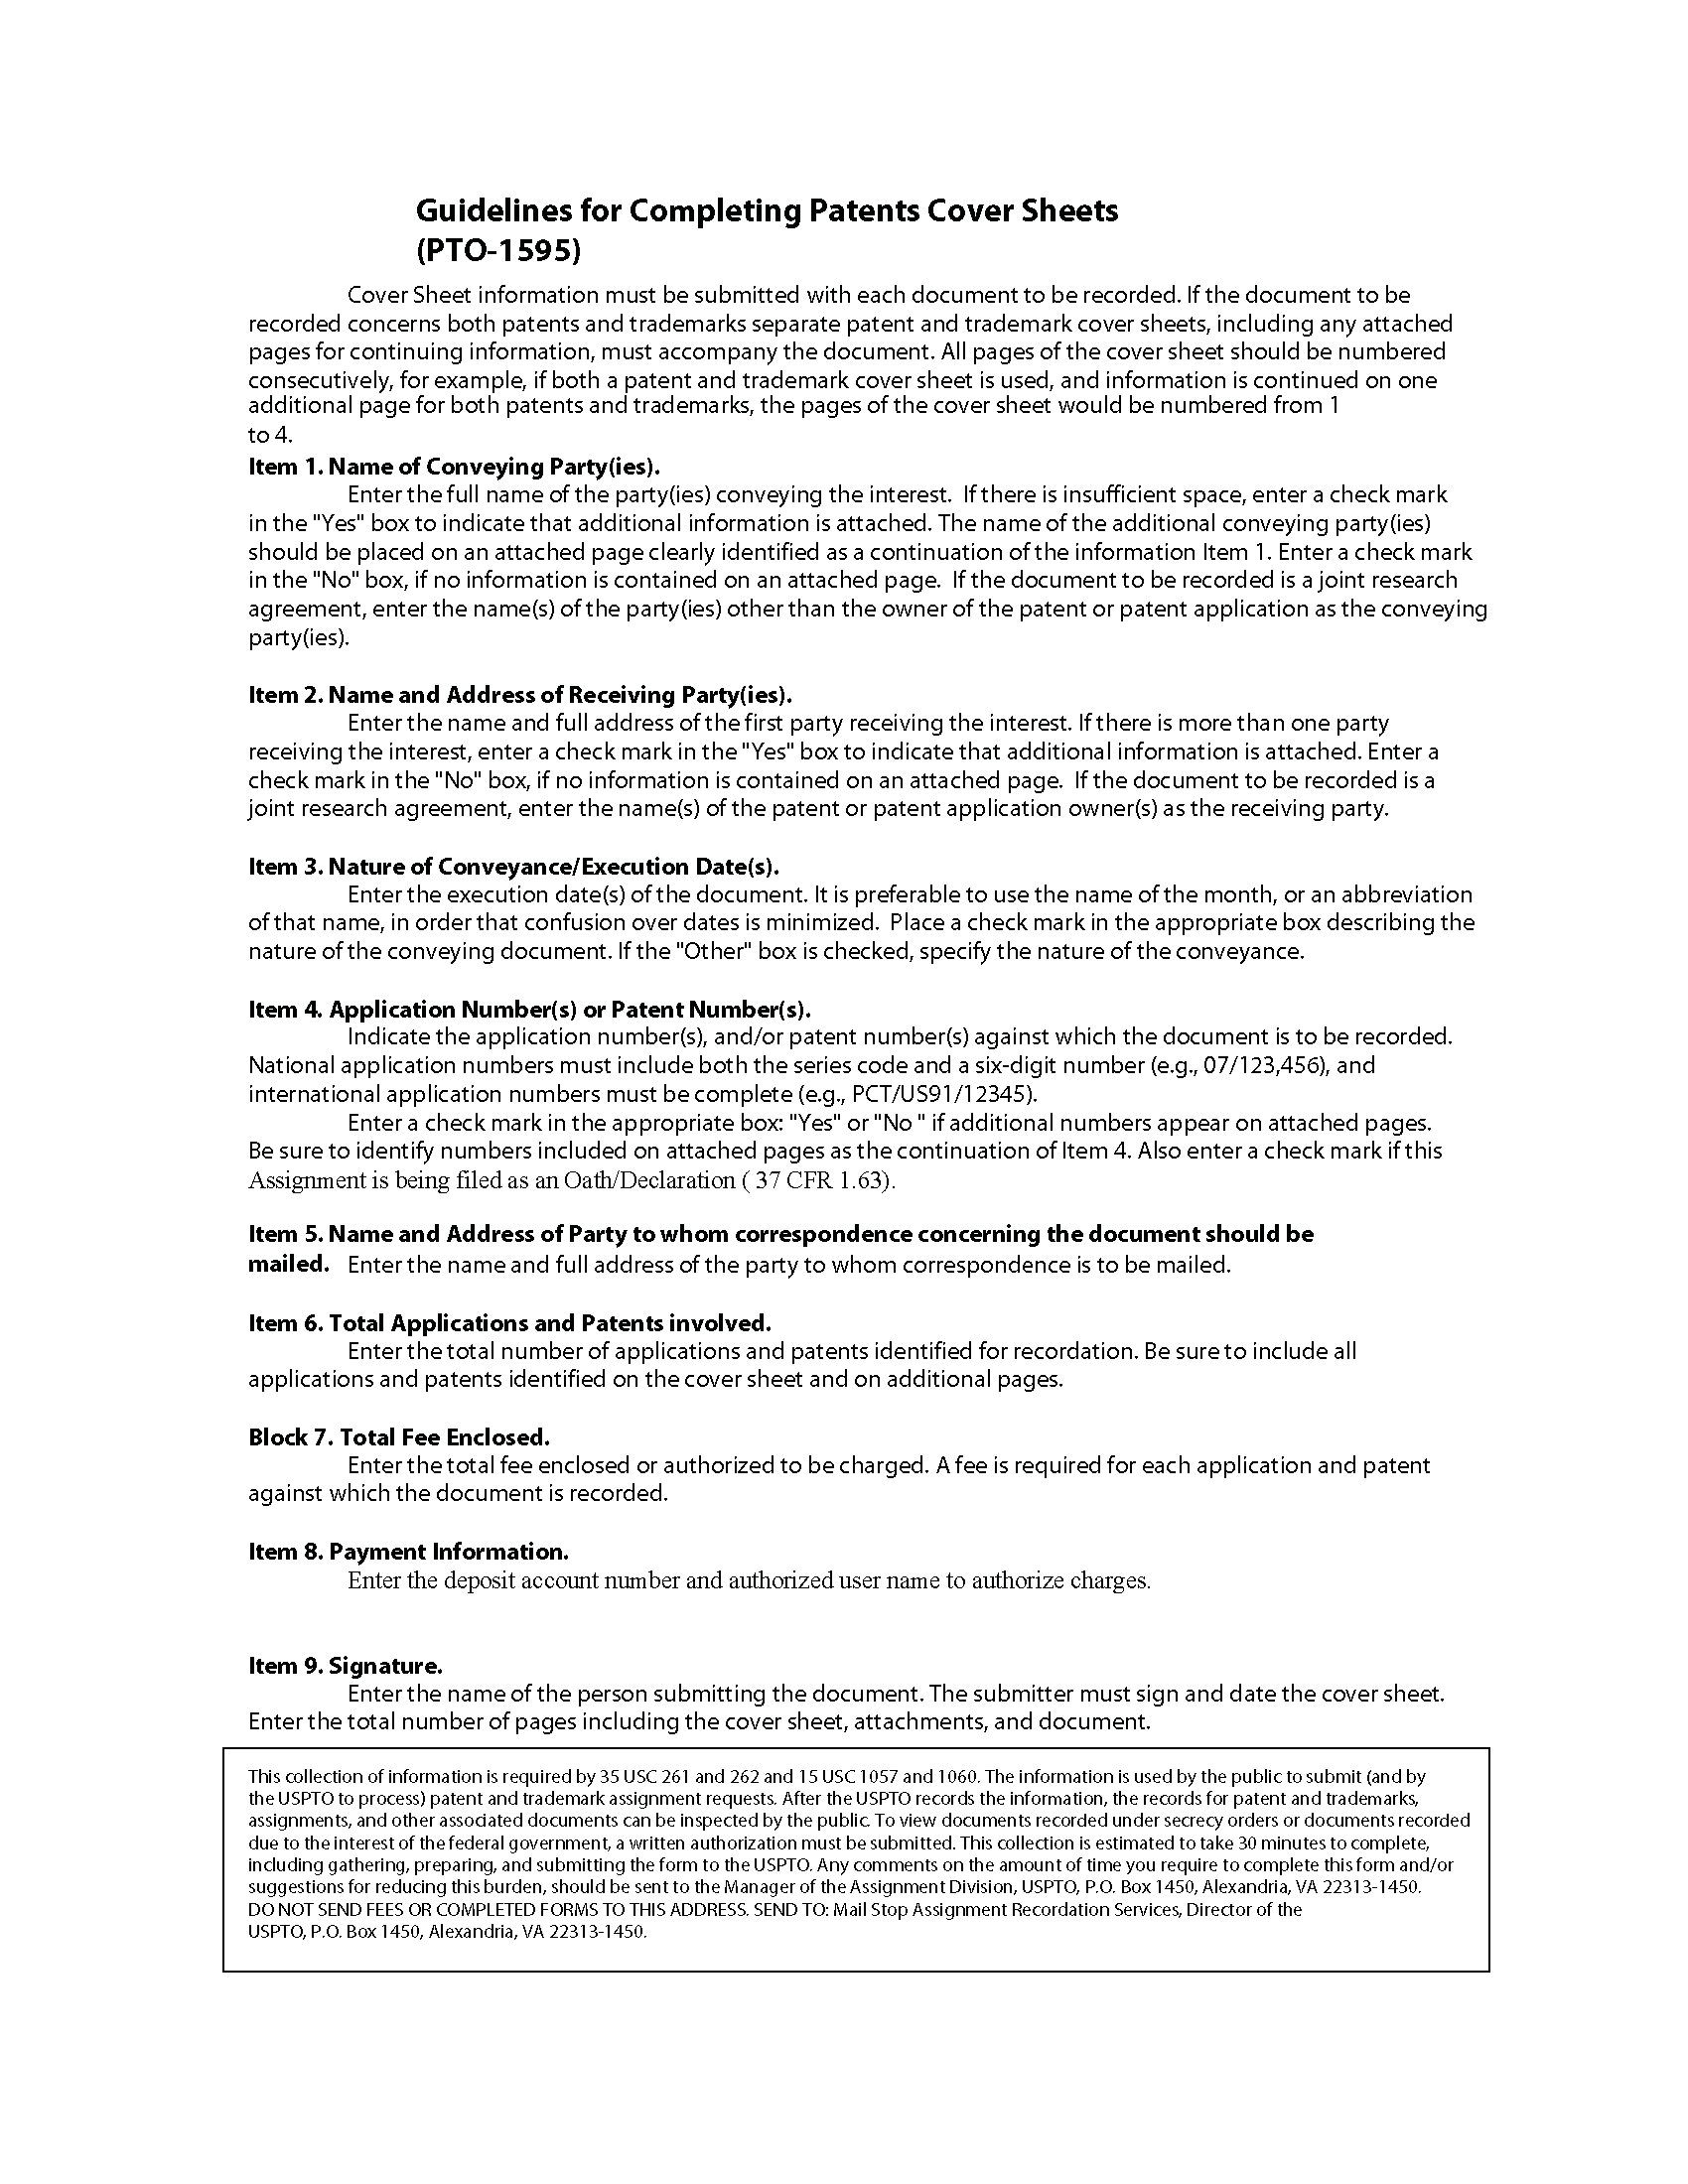 Guidelines for Completing Patents Cover Sheets
(PTO-1595)
Cover Sheet information must be submitted with each document to be recorded. If the document to be
recorded concerns both patents and trademarks separate patent and trademark cover sheets, including any attached
pages for continuing information, must accompany the document. All pages of the cover sheet should be numbered
consecutively, for example, if both a patent and trademark cover sheet is used, and information is continued on one
additional page for both patents and trademarks, the pages of the cover sheet would be numbered from 1
to 4.
Item 1. Name of Conveying Party(ies).
Enter the full name of the party(ies) conveying the interest. If there is insufficient space, enter a check mark
in the "Yes" box to indicate that additional information is attached. The name of the additional conveying party(ies)
should be placed on an attached page clearly identified as a continuation of the information Item 1. Enter a check mark
in the "No" box, if no information is contained on an attached page. If the document to be recorded is a joint research
agreement, enter the name(s) of the party(ies) other than the owner of the patent or patent application as the conveying
party(ies).
Item 2. Name and Address of Receiving Party(ies).
Enter the name and full address of the first party receiving the interest. If there is more than one party
receiving the interest, enter a check mark in the "Yes" box to indicate that additional information is attached. Enter a
check mark in the "No" box, if no information is contained on an attached page. If the document to be recorded is a
joint research agreement, enter the name(s) of the patent or patent application owner(s) as the receiving party.
Item 3. Nature of Conveyance/Execution Date(s).
Enter the execution date(s) of the document. It is preferable to use the name of the month, or an abbreviation
of that name, in order that confusion over dates is minimized. Place a check mark in the appropriate box describing the
nature of the conveying document. If the "Other" box is checked, specify the nature of the conveyance.
Item 4. Application Number(s) or Patent Number(s).
Indicate the application number(s), and/or patent number(s) against which the document is to be recorded.
National application numbers must include both the series code and a six-digit number (e.g., 07/123,456), and
international application numbers must be complete (e.g., PCT/US91/12345).
Enter a check mark in the appropriate box: "Yes" or "No " if additional numbers appear on attached pages.
Be sure to identify numbers included on attached pages as the continuation of Item 4. Also enter a check mark if this
Assignment is being filed as an Oath/Declaration ( 37 CFR 1.63).
Item 5. Name and Address of Party to whom correspondence concerning the document should be
mailed. Enter the name and full address of the party to whom correspondence is to be mailed.
Item 6. Total Applications and Patents involved.
Enter the total number of applications and patents identified for recordation. Be sure to include all
applications and patents identified on the cover sheet and on additional pages.
Block 7. Total Fee Enclosed.
Enter the total fee enclosed or authorized to be charged. A fee is required for each application and patent
against which the document is recorded.
Item 8. Payment Information.
Enter the deposit account number and authorized user name to authorize charges.
Item 9. Signature.
Enter the name of the person submitting the document. The submitter must sign and date the cover sheet.
Enter the total number of pages including the cover sheet, attachments, and document.
This collection of information is required by 35 USC 261 and 262 and 15 USC 1057 and 1060. The information is used by the public to submit (and by
the USPTO to process) patent and trademark assignment requests. After the USPTO records the information, the records for patent and trademarks,
assignments, and other associated documents can be inspected by the public. To view documents recorded under secrecy orders or documents recorded
due to the interest of the federal government, a written authorization must be submitted. This collection is estimated to take 30 minutes to complete,
including gathering, preparing, and submitting the form to the USPTO. Any comments on the amount of time you require to complete this form and/or
suggestions for reducing this burden, should be sent to the Manager of the Assignment Division, USPTO, P.O. Box 1450, Alexandria, VA 22313-1450.
DO NOT SEND FEES OR COMPLETED FORMS TO THIS ADDRESS. SEND TO: Mail Stop Assignment Recordation Services, Director of the
USPTO, P.O. Box 1450, Alexandria, VA 22313-1450.